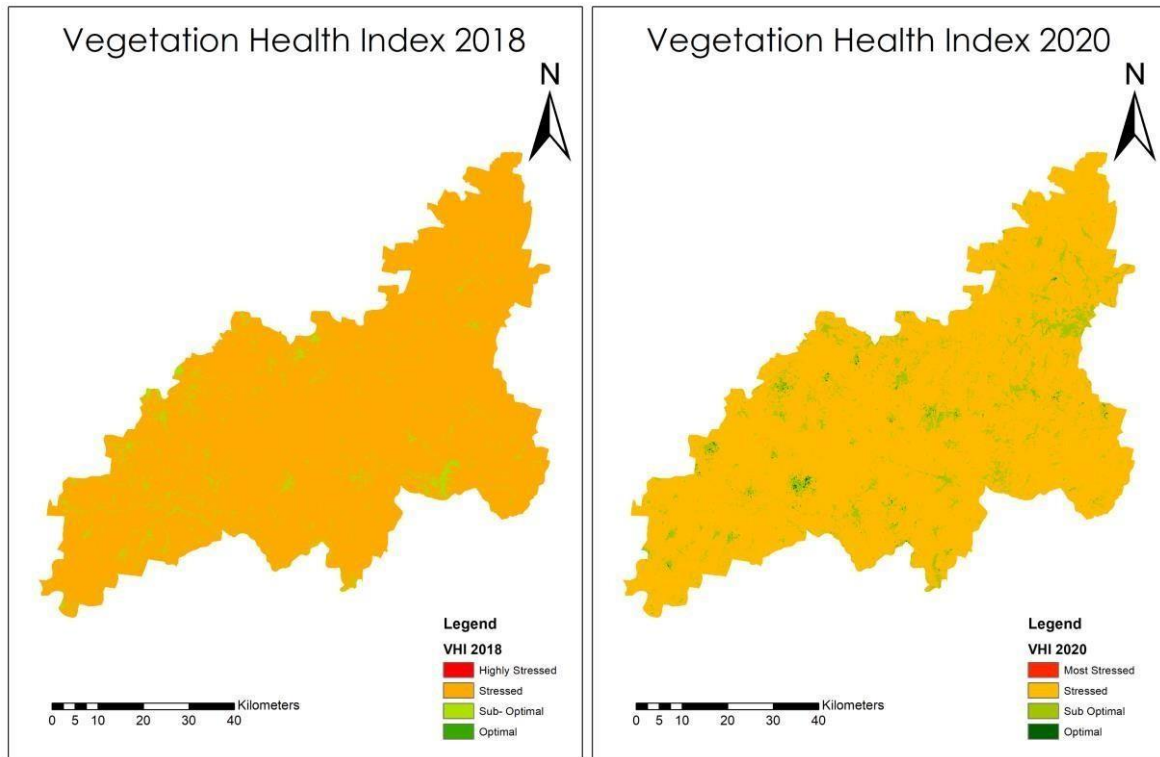 Vegetation Health Index 2018
N
Legend
VHI 2018
Highly Stressed
Stressed
Sub- Optimal
Optimal
Kilometers
0 5 10 20 30 40
Vegetation Health Index 2020
N
Legend
VHI 2020
Most Stressed
Stressed
Sub Optimal
Optimal
Kilometers
0 5 10 20 30 40